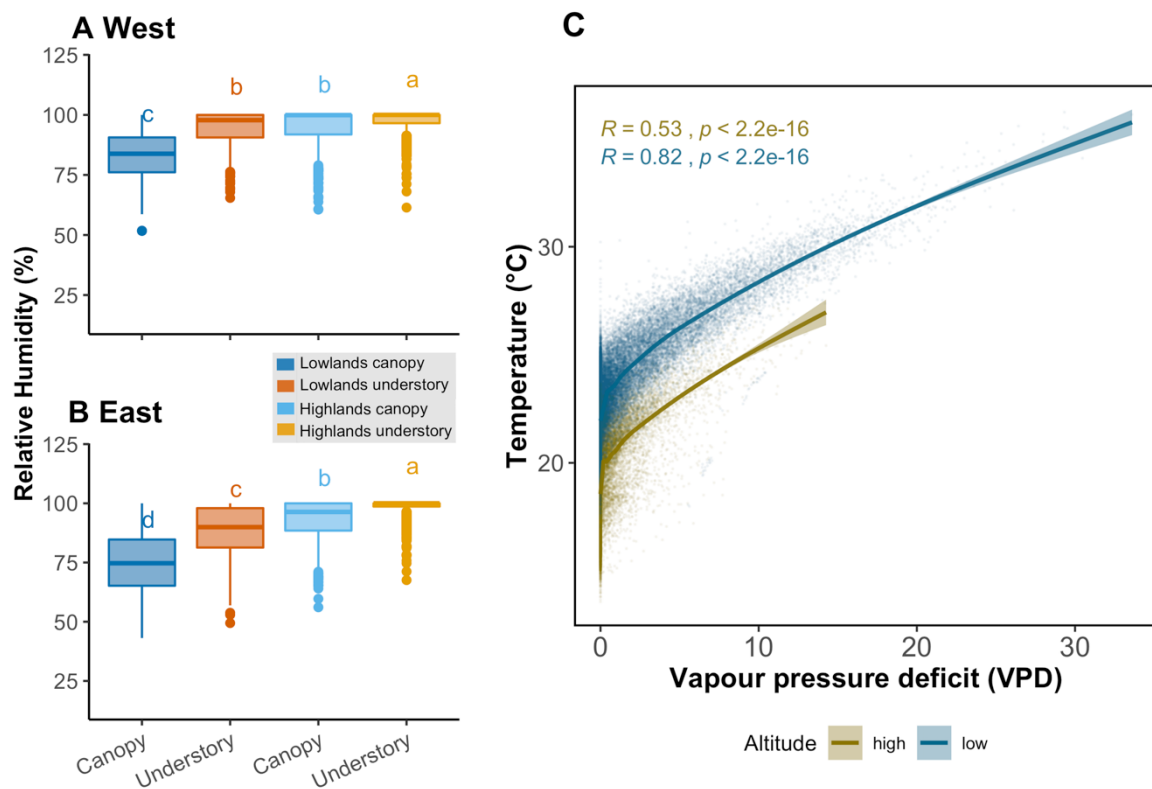 A West
Relative Humidity (%)
125
100
75
50
25
c
b
b
a
Lowlands canopy
Lowlands understory
Highlands canopy
Highlands understory
B East
125
100
75
50
25
d
c
b
a
Canopy
Understory
Canopy
Understory
C
R = 0.53 , p < 2.2e-16
R = 0.82 , p < 2.2e-16
Temperature (°C)
30
20
0
10
20
30
Vapour pressure deficit (VPD)
Altitude high low